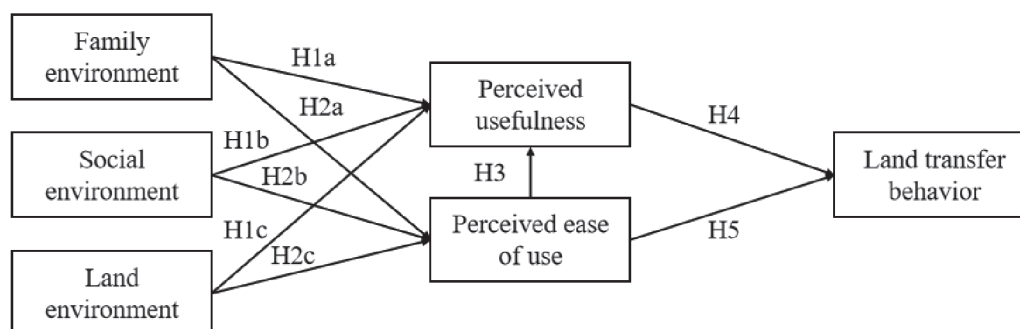 Family
environment
H1a
H2a
Perceived
usefulness
H4
Social
environment
H1b
H2b
H3
Land transfer
behavior
H1c
H2c
Perceived ease
of use
H5
Land
environment